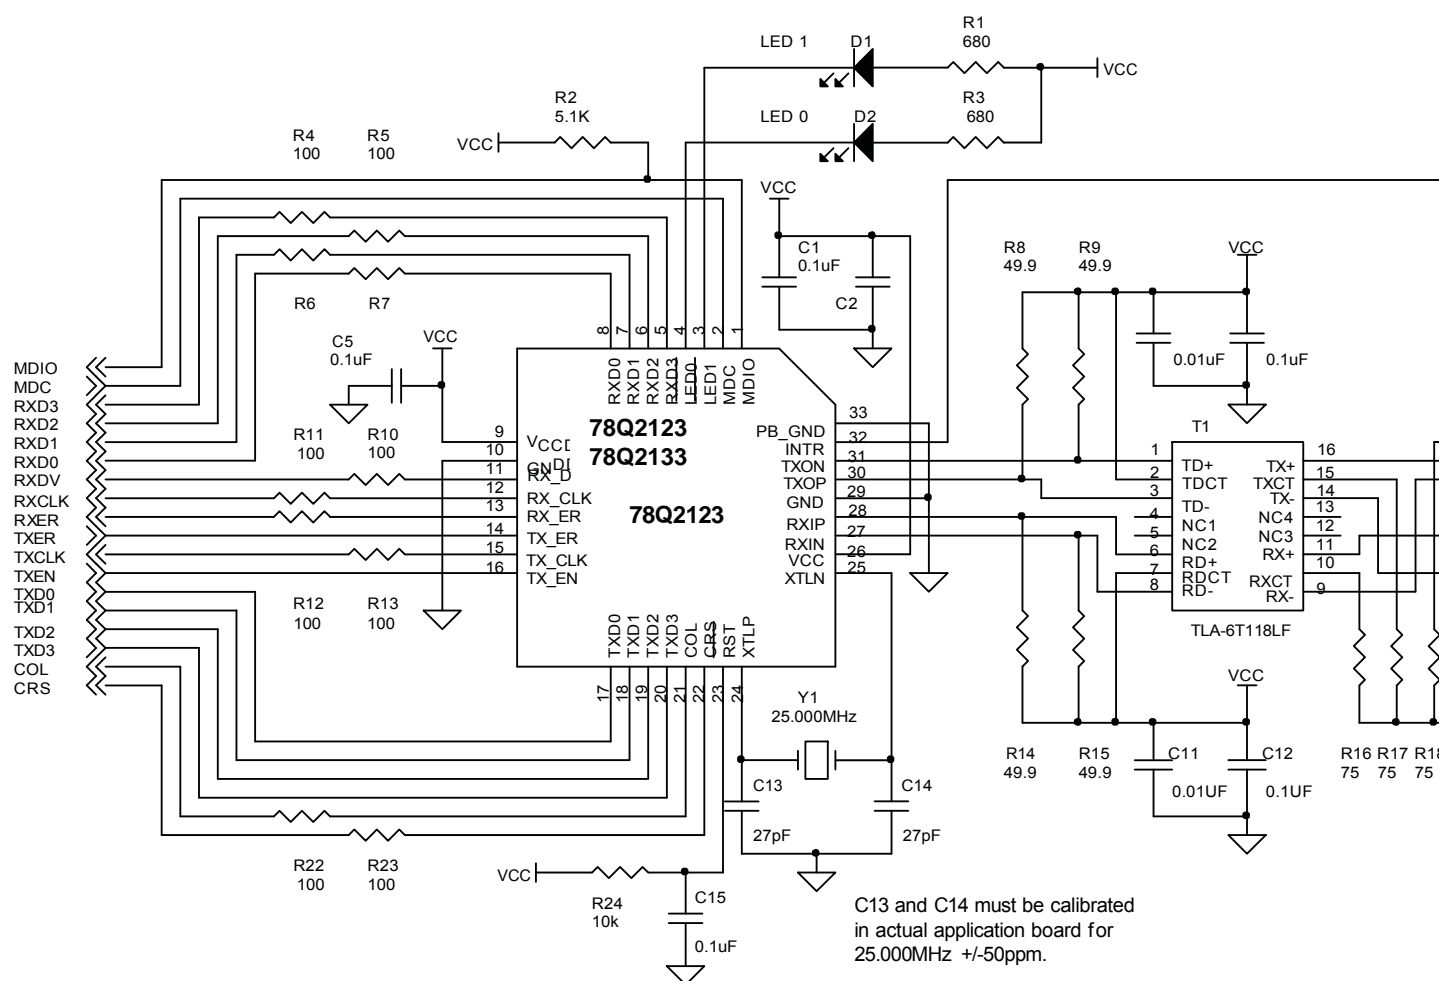 LED 1
D1
R1
680
VCC
R2
5.1K
VCC
LED 0
D2
R3
680
R4
100
R5
100
VCC
C1
0.1uF
C2
R6
R7
R8
49.9
R9
49.9
VCC
0.01uF
0.1uF
C5
0.1uF
VCC
MDIO
MDC
RXD3
RXD2
RXD1
RXD0
RXDV
RXCLK
RXER
TXER
TXCLK
TXEN
TXD0
TXD1
TXD2
TXD3
COL
CRS
R11
100
R10
100
R12
100
R13
100
8
7
6
5
4
3
2
1
RXD0
RXD1
RXD2
RXD3
LED0
LED1
MDC
MDIO
78Q2123
78Q2133
78Q2123
9
10
11
12
13
14
15
16
VCCD
GND
RX_D
RX_CLK
RX_ER
TX_ER
TX_CLK
TX_EN
33
32
31
30
29
28
27
26
25
PB_GND
INTR
TXON
TXOP
GND
RXIP
RXIN
VCC
XTLN
TXD0
TXD1
TXD2
TXD3
COL
CRS
RST
XTLP
17
18
19
20
21
22
23
24
T1
1
2
3
4
5
6
7
8
TD+
TDCT
TD-
NC1
NC2
RD+
RDCT
RD-
TX+
TXCT
TX-
NC4
NC3
RX+
RXCT
RX-
16
15
14
13
12
11
10
9
TLA-6T118LF
Y1
25.000MHz
C13
27pF
C14
27pF
VCC
R14
49.9
R15
49.9
C11
0.01UF
C12
0.1UF
R16
75
R17
75
R18
75
R22
100
R23
100
VCC
R24
10k
C15
0.1uF
C13 and C14 must be calibrated
in actual application board for
25.000MHz +/-50ppm.